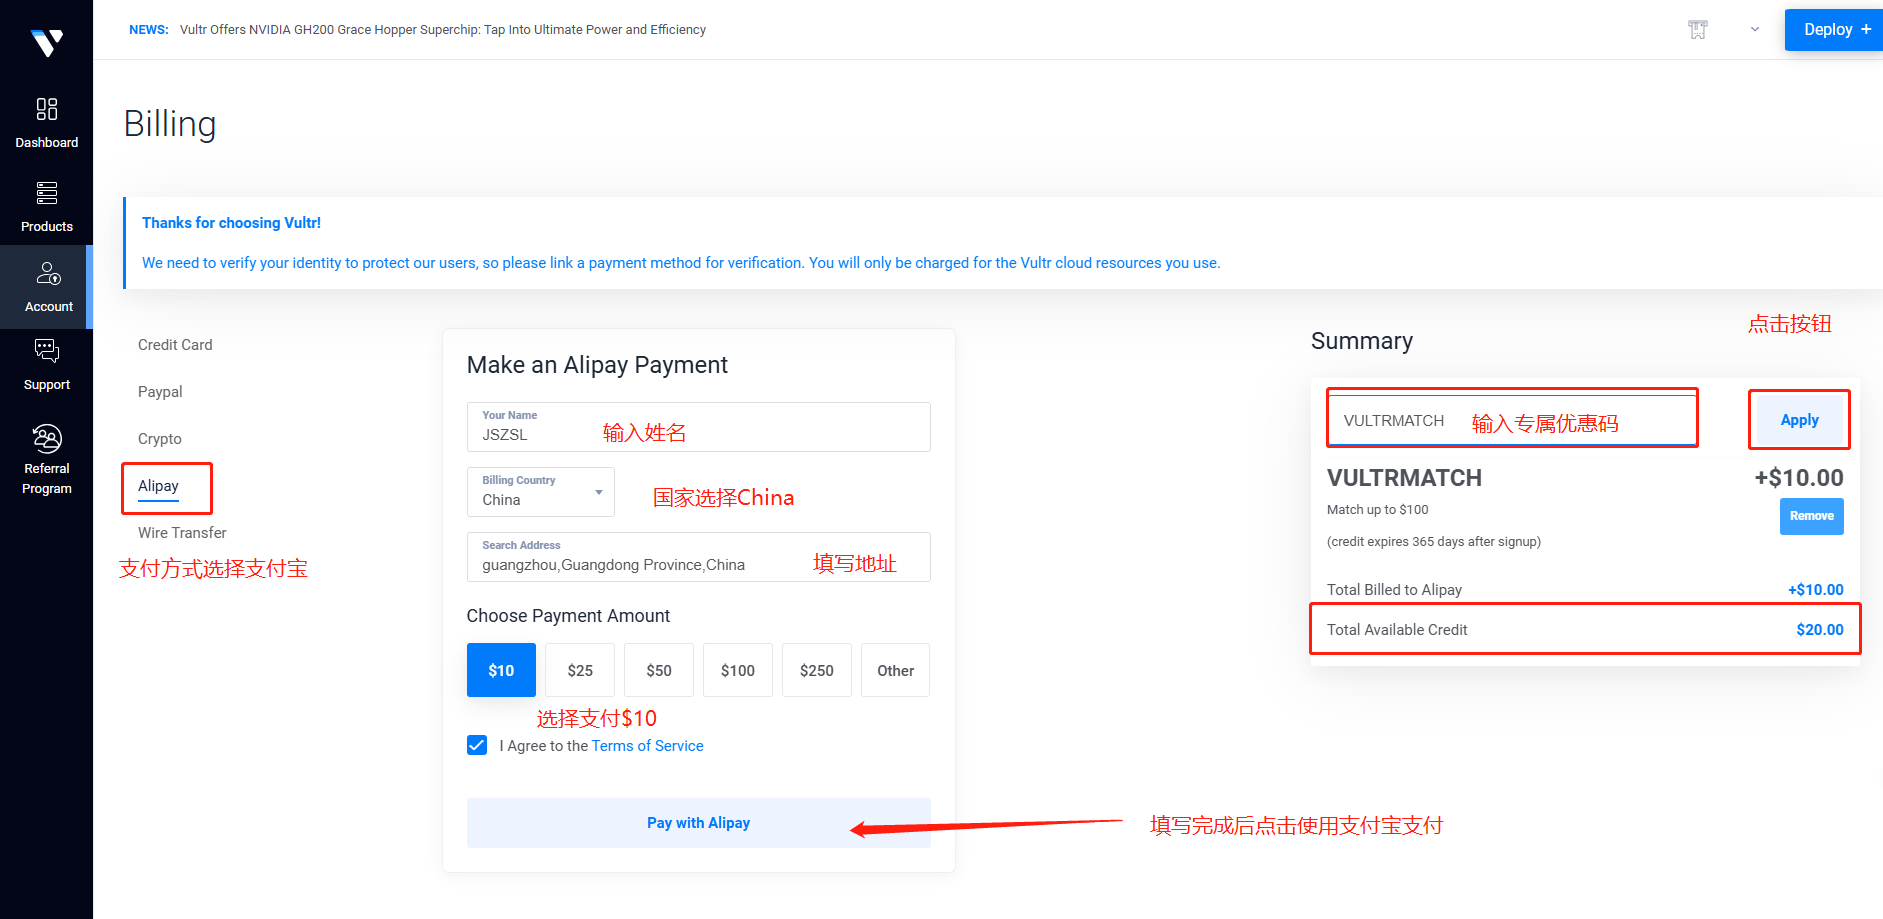 NEWS: Vultr Offers NVIDIA GH200 Grace Hopper Superchip: Tap Into Ultimate Power and Efficiency
Deploy +
Dashboard
Products
Account
Support
Referral
Program
Billing
Thanks for choosing Vultr!
We need to verify your identity to protect our users, so please link a payment method for verification. You will only be charged for the Vultr cloud resources you use.
Credit Card
Paypal
Crypto
Alipay
Wire Transfer
支付方式选择支付宝
Make an Alipay Payment
Your Name
JSZSL 输入姓名
Billing Country
China 国家选择China
Search Address
guangzhou,Guangdong Province,China 填写地址
Choose Payment Amount
$10 $25 $50 $100 $250 Other
选择支付$10
I Agree to the Terms of Service
Pay with Alipay
填写完成后点击使用支付宝支付
点击按钮
Summary
VULTRMATCH 输入专属优惠码 Apply
VULTRMATCH +$10.00
Match up to $100
Remove
(credit expires 365 days after signup)
Total Billed to Alipay +$10.00
Total Available Credit $20.00